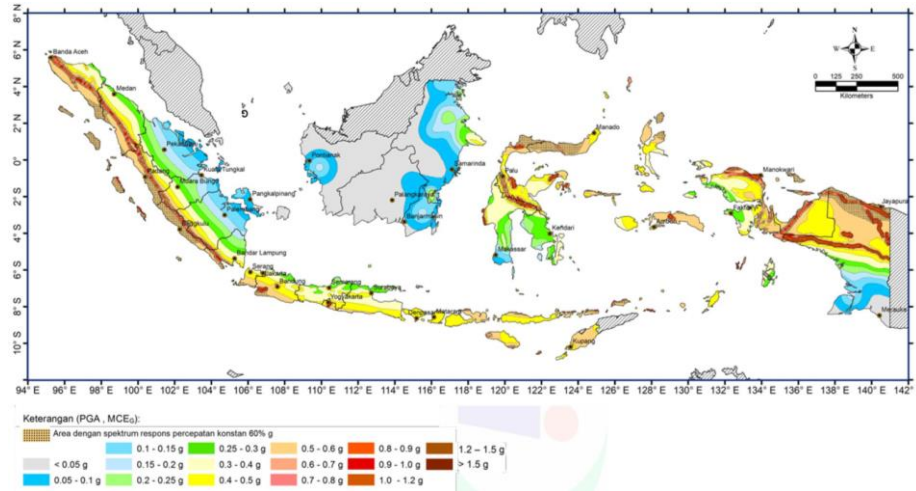 8° N
6° N
4° N
2° N
0°
2° S
4° S
6° S
8° S
10° S
Banda Aceh
Medan
Pekanbaru
Padang
Kuala Tungkal
Muara Bungo
Pangkalpinang
Palembang
Bengkulu
Bandar Lampung
Serang
Jakarta
Bandung
Semarang
Surabaya
Yogyakarta
Denpasar
Mataram
Kupang
Pontianak
Palangkaraya
Banjarmasin
Samarinda
Palu
Manado
Makassar
Kendari
Ambon
Manokwari
Jayapura
Merauke
N
W E
S
0 125 250 500
Kilometers
94° E 96° E 98° E 100° E 102° E 104° E 106° E 108° E 110° E 112° E 114° E 116° E 118° E 120° E 122° E 124° E 126° E 128° E 130° E 132° E 134° E 136° E 138° E 140° E 142° E
Keterangan (PGA , MCEG):
Area dengan spektrum respons percepatan konstan 60% g
0.1 - 0.15 g 0.25 - 0.3 g 0.5 - 0.6 g 0.8 - 0.9 g 1.2 – 1.5 g
< 0.05 g 0.15 - 0.2 g 0.3 - 0.4 g 0.6 - 0.7 g 0.9 - 1.0 g > 1.5 g
0.05 - 0.1 g 0.2 - 0.25 g 0.4 - 0.5 g 0.7 - 0.8 g 1.0 - 1.2 g